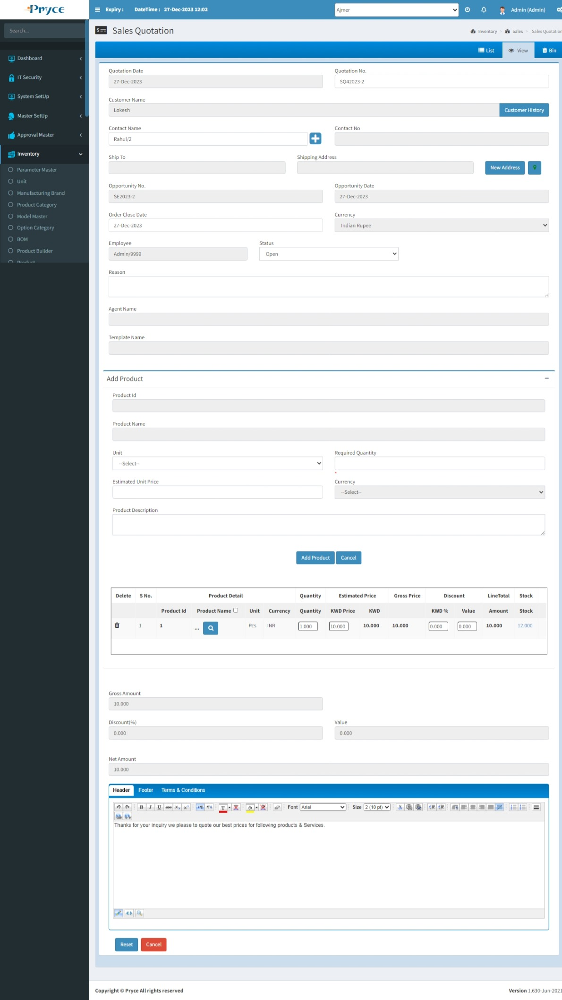 Pryce
Expiry : DateTime : 27-Dec-2023 12:02 Ajmer Admin (Admin)
Search...
Sales Quotation
Inventory > Sales > Sales Quotation
List View Bin
Dashboard
IT Security
System SetUp
Master SetUp
Approval Master
Inventory
Parameter Master
Unit
Manufacturing Brand
Product Category
Model Master
Option Category
BOM
Product Builder
Product
Quotation Date Quotation No.
27-Dec-2023 SQ42023-2
Customer Name
Lokesh Customer History
Contact Name Contact No
Rahul/2
Ship To Shipping Address
New Address
Opportunity No. Opportunity Date
SE2023-2 27-Dec-2023
Order Close Date Currency
27-Dec-2023 Indian Rupee
Employee Status
Admin/9999 Open
Reason
Agent Name
Template Name
Add Product
Product Id
Product Name
Unit Required Quantity
--Select--
*
Estimated Unit Price Currency
--Select--
Product Description
Add Product Cancel
Delete S No. Product Detail Quantity Estimated Price Gross Price Discount LineTotal Stock
Product Id Product Name Unit Currency Quantity KWD Price KWD KWD % Value Amount Stock
1 1 ... Pcs INR 1.000 10.000 10.000 10.000 0.000 0.000 10.000 12.000
Gross Amount
10.000
Discount(%) Value
0.000 0.000
Net Amount
10.000
Header Footer Terms & Conditions
B I U abc X₂ X² T Font Arial Size 2 (10 pt)
Thanks for your inquiry we please to quote our best prices for following products & Services.
Reset Cancel
Copyright © Pryce All rights reserved Version 1.630-Jun-2021